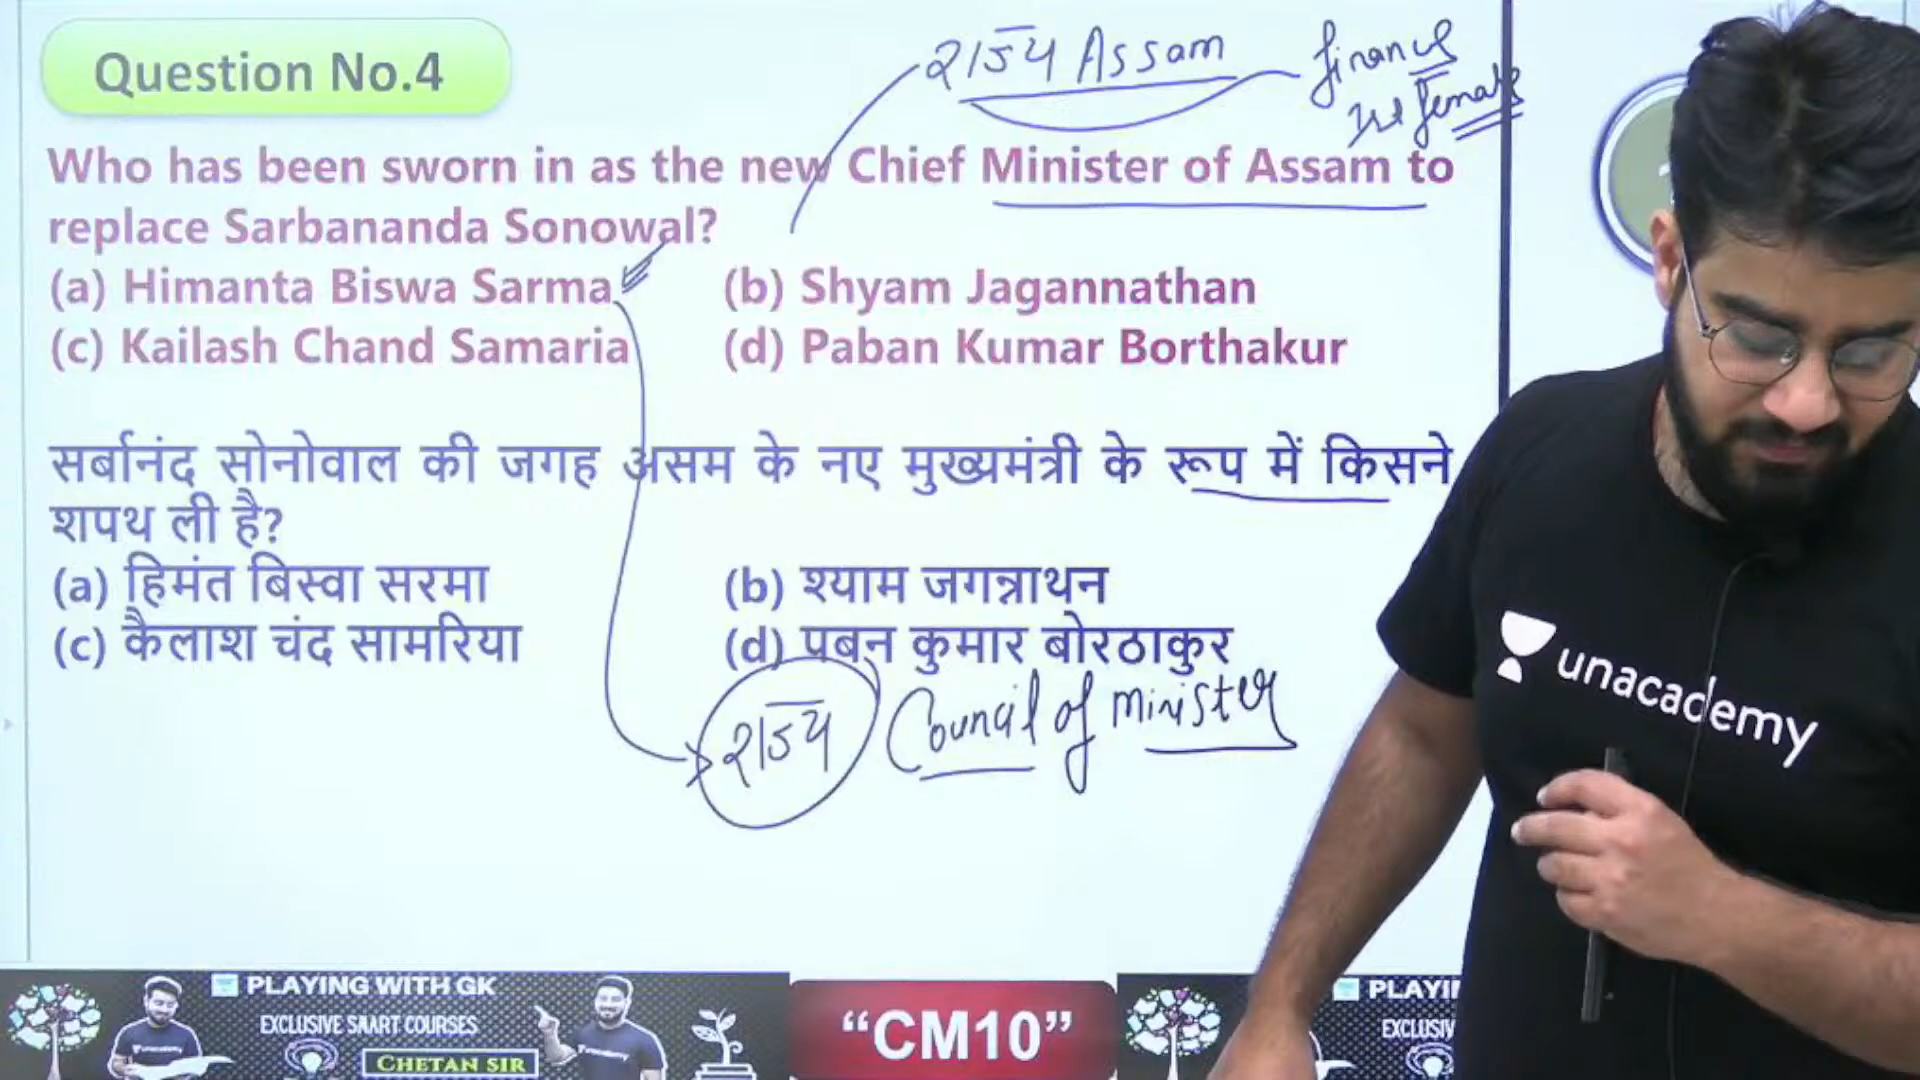 Question No.4
राज्य Assam
finance
1st female
Who has been sworn in as the new Chief Minister of Assam to
replace Sarbananda Sonowal?
(a) Himanta Biswa Sarma
(b) Shyam Jagannathan
(c) Kailash Chand Samaria
(d) Paban Kumar Borthakur
सर्बानंद सोनोवाल की जगह असम के नए मुख्यमंत्री के रूप में किसने
शपथ ली है?
(a) हिमंत बिस्वा सरमा
(b) श्याम जगन्नाथन
(c) कैलाश चंद सामरिया
(d) पबन कुमार बोरठाकुर
राज्य Council of minister
unacademy
PLAYING WITH GK
EXCLUSIVE SMART COURSES
CHETAN SIR
unacademy
unacademy
“CM10”
PLAYI
EXCLUSIV